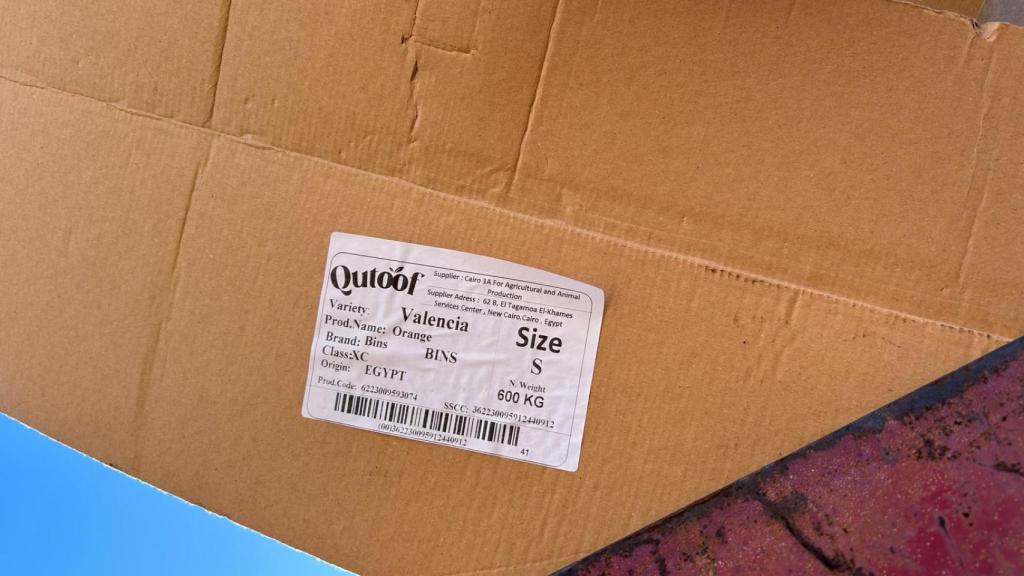 Qutoof
Supplier : Cairo 3A For Agricultural and Animal
Production
Supplier Adress : 62 B, El Tagamoa El-Khames
Services Center , New Cairo,Cairo , Egypt
Variety: Valencia
Prod.Name: Orange
Size
Brand: Bins BINS
S
Class:XC
Origin: EGYPT
N. Weight
600 KG
Prod.Code: 6223009593074
SSCC: 362230095912440912
(00)362230095912440912
41